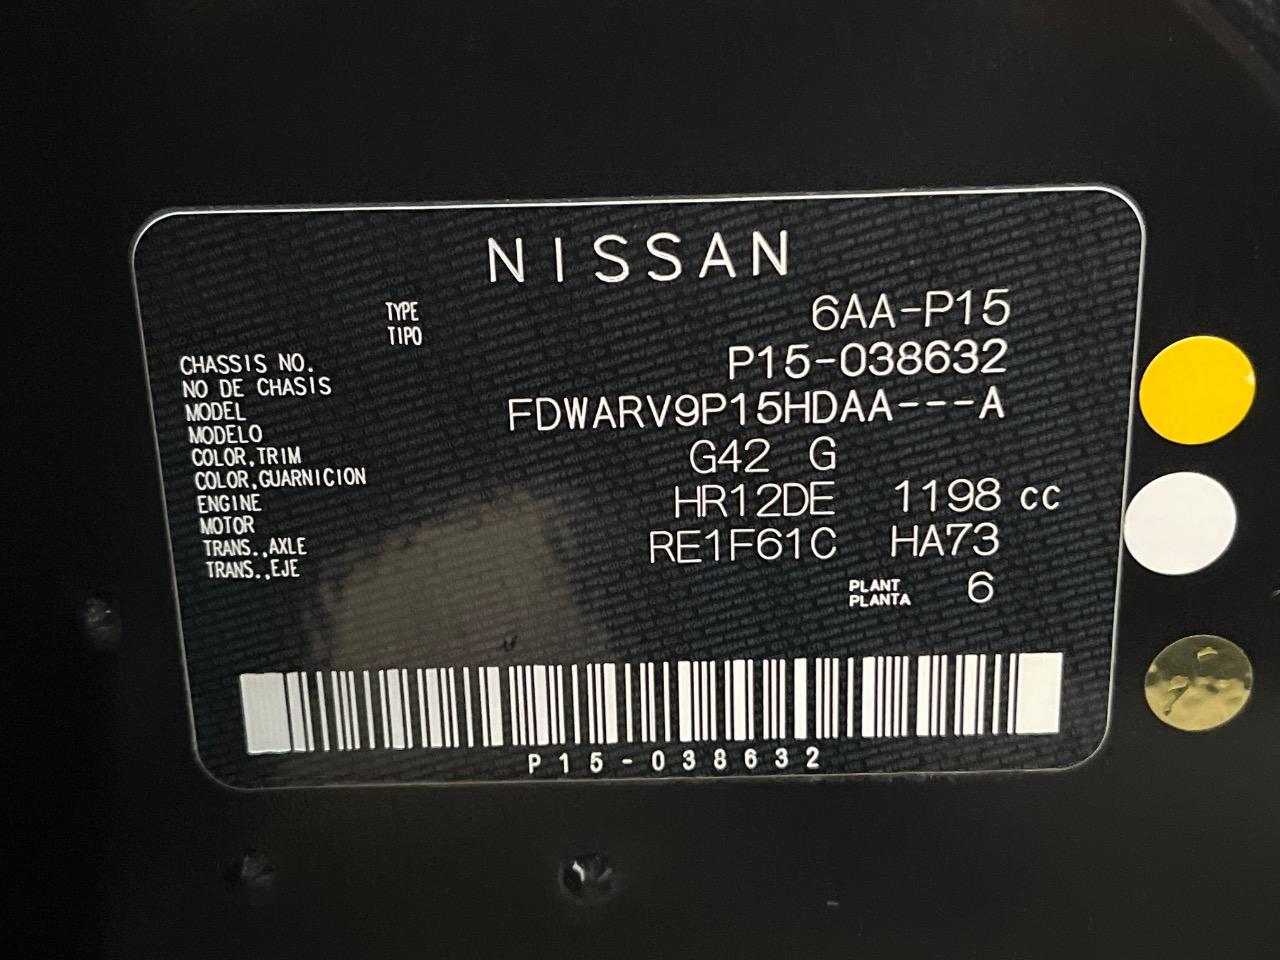 NISSAN
TYPE
TIPO
6AA-P15
CHASSIS NO.
NO DE CHASIS
P15-038632
MODEL
MODELO
FDWARV9P15HDAA---A
COLOR,TRIM
COLOR,GUARNICION
G42 G
ENGINE
MOTOR
HR12DE 1198 cc
TRANS.,AXLE
TRANS.,EJE
RE1F61C HA73
PLANT
PLANTA
6
P15-038632